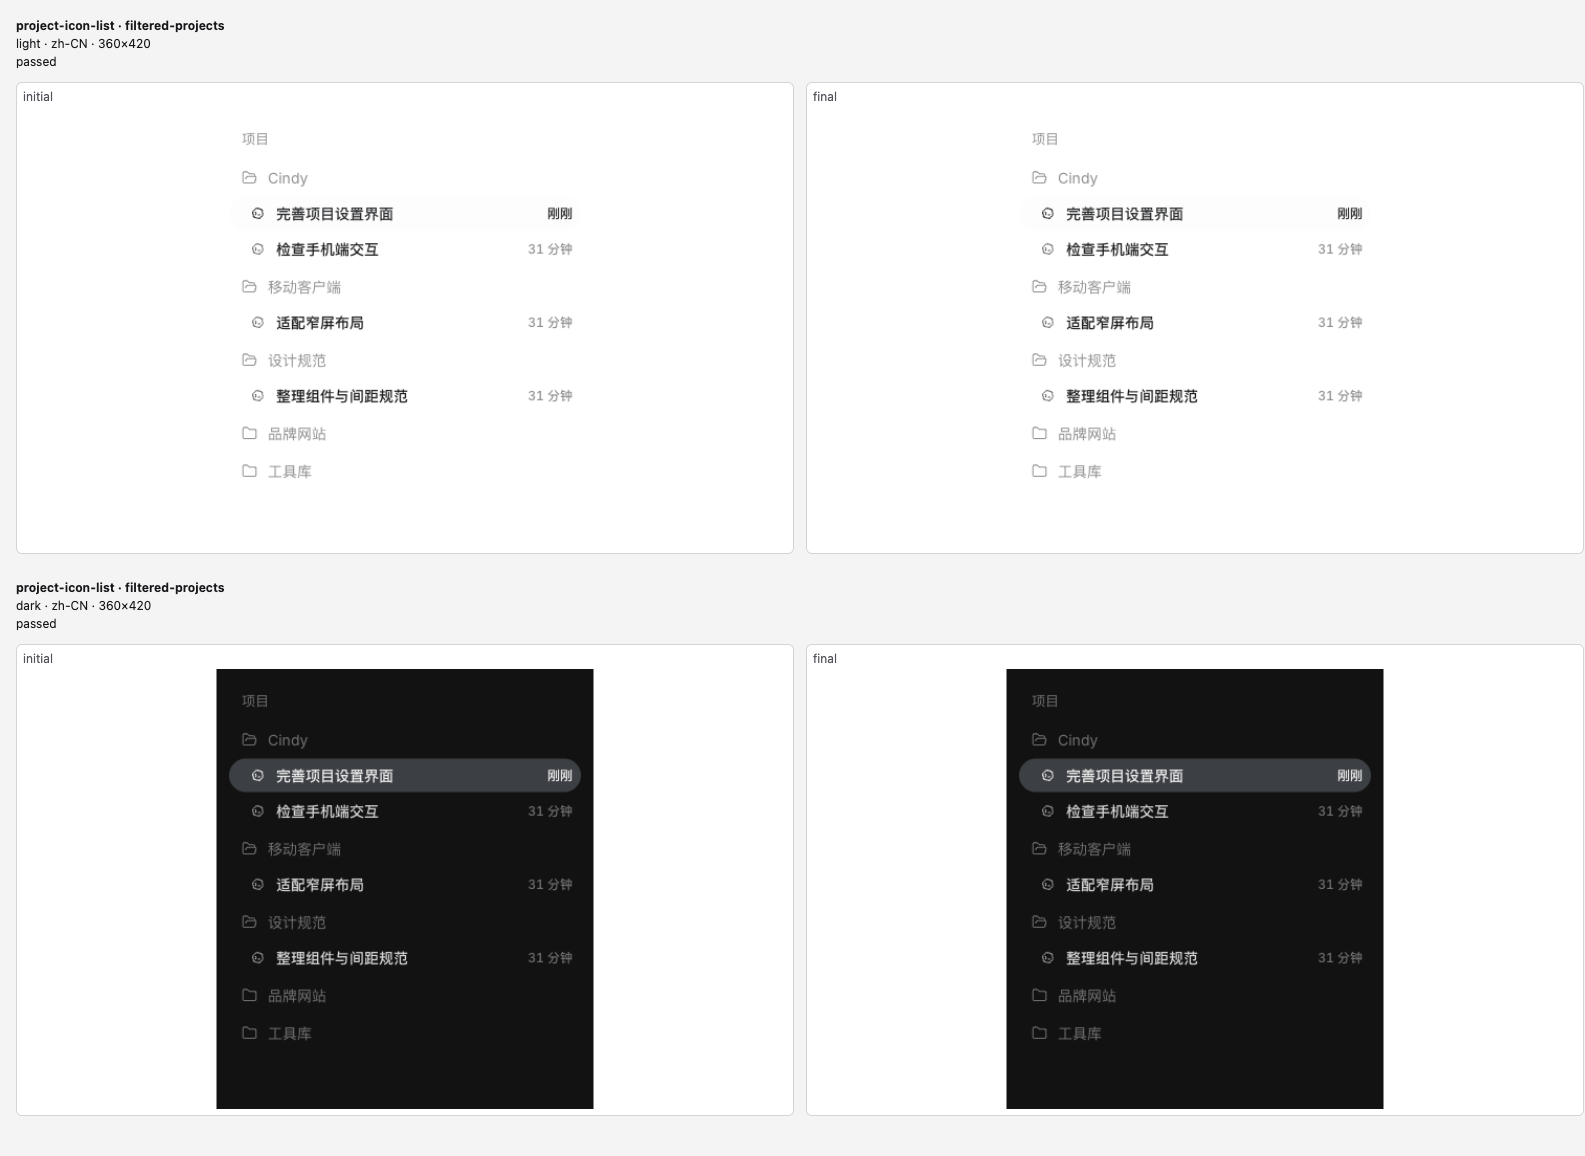 project-icon-list · filtered-projects
light · zh-CN · 360×420
passed
initial
项目
Cindy
完善项目设置界面 刚刚
检查手机端交互 31 分钟
移动客户端
适配窄屏布局 31 分钟
设计规范
整理组件与间距规范 31 分钟
品牌网站
工具库
final
项目
Cindy
完善项目设置界面 刚刚
检查手机端交互 31 分钟
移动客户端
适配窄屏布局 31 分钟
设计规范
整理组件与间距规范 31 分钟
品牌网站
工具库
project-icon-list · filtered-projects
dark · zh-CN · 360×420
passed
initial
项目
Cindy
完善项目设置界面 刚刚
检查手机端交互 31 分钟
移动客户端
适配窄屏布局 31 分钟
设计规范
整理组件与间距规范 31 分钟
品牌网站
工具库
final
项目
Cindy
完善项目设置界面 刚刚
检查手机端交互 31 分钟
移动客户端
适配窄屏布局 31 分钟
设计规范
整理组件与间距规范 31 分钟
品牌网站
工具库